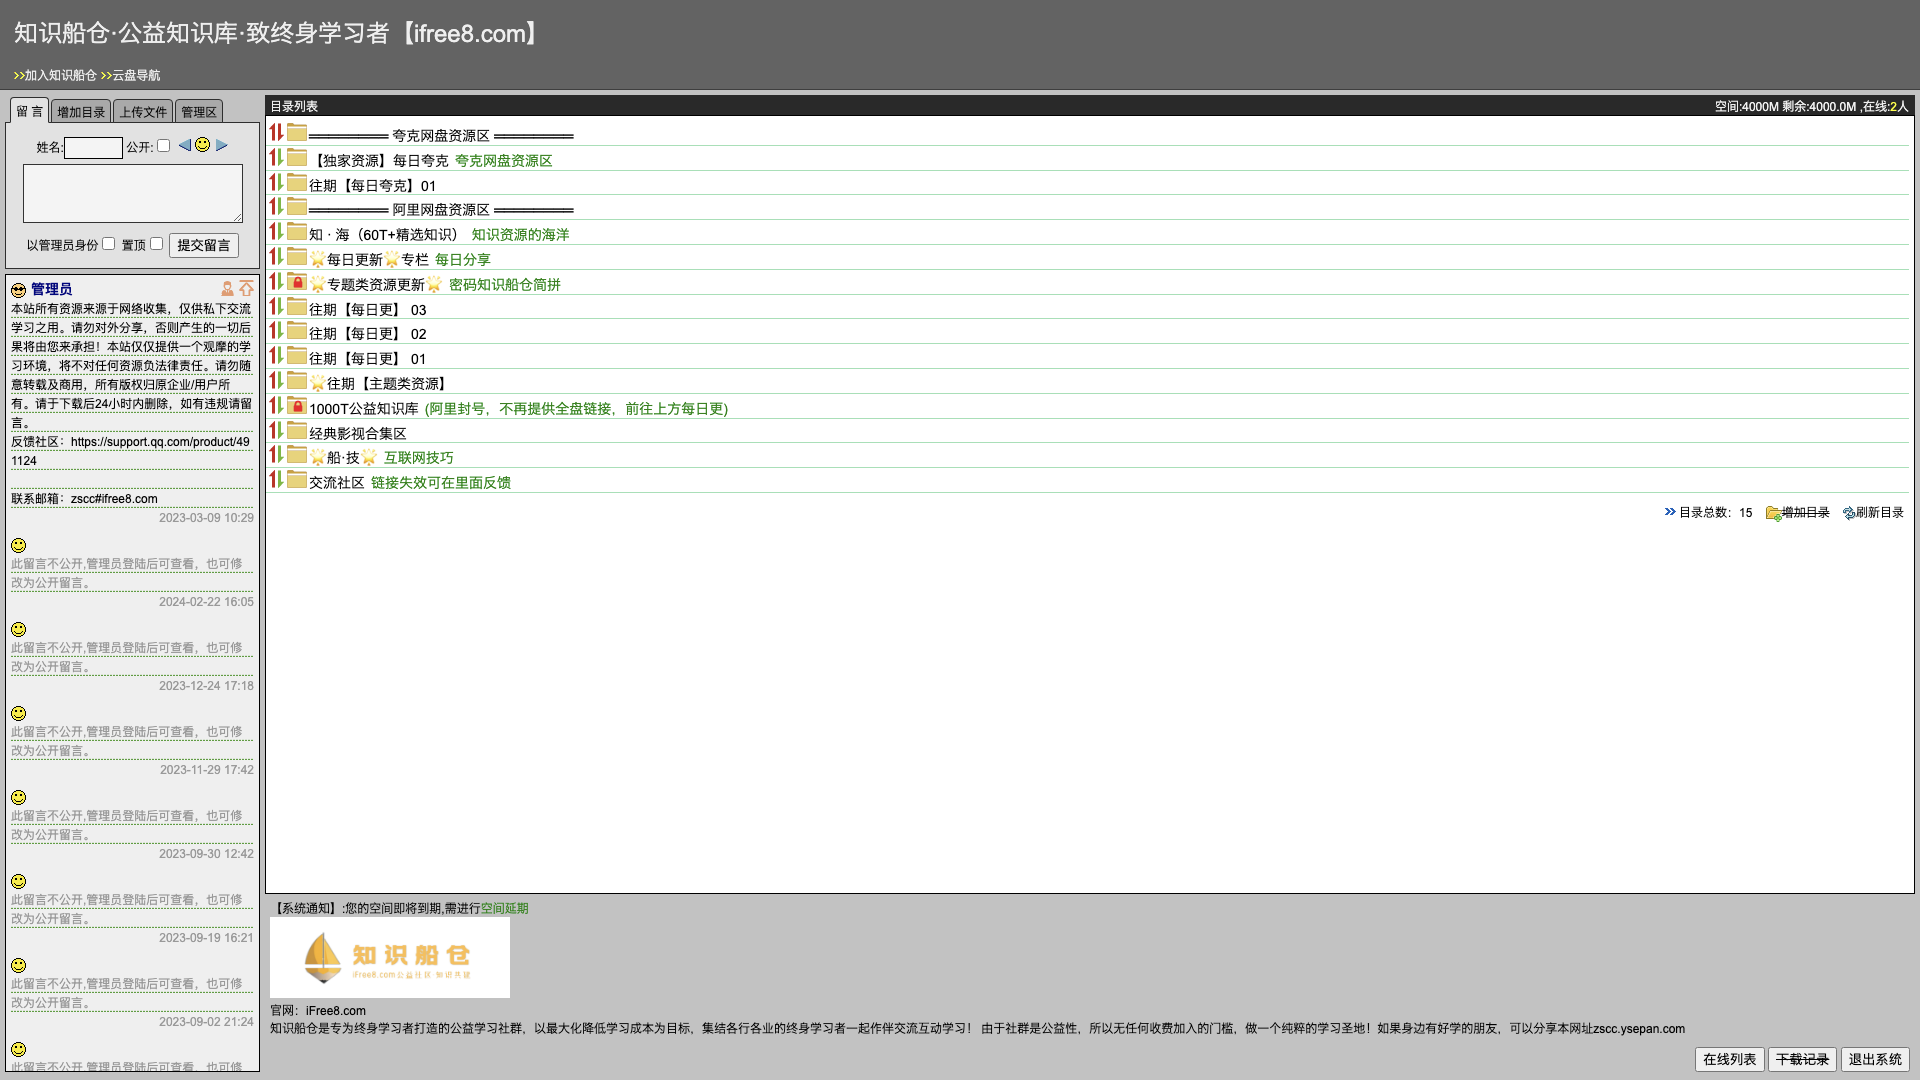 知识船仓·公益知识库·致终身学习者【ifree8.com】
>>加入知识船仓 >>云盘导航
留 言 增加目录 上传文件 管理区
姓名: 公开:
以管理员身份 置顶 提交留言
管理员
本站所有资源来源于网络收集，仅供私下交流
学习之用。请勿对外分享，否则产生的一切后
果将由您来承担！本站仅仅提供一个观摩的学
习环境，将不对任何资源负法律责任。请勿随
意转载及商用，所有版权归原企业/用户所
有。请于下载后24小时内删除，如有违规请留
言。
反馈社区：https://support.qq.com/product/49
1124
联系邮箱：zscc#ifree8.com
2023-03-09 10:29
此留言不公开,管理员登陆后可查看，也可修
改为公开留言。
2024-02-22 16:05
此留言不公开,管理员登陆后可查看，也可修
改为公开留言。
2023-12-24 17:18
此留言不公开,管理员登陆后可查看，也可修
改为公开留言。
2023-11-29 17:42
此留言不公开,管理员登陆后可查看，也可修
改为公开留言。
2023-09-30 12:42
此留言不公开,管理员登陆后可查看，也可修
改为公开留言。
2023-09-19 16:21
此留言不公开,管理员登陆后可查看，也可修
改为公开留言。
2023-09-02 21:24
此留言不公开,管理员登陆后可查看，也可修
目录列表 空间:4000M 剩余:4000.0M ,在线:2人
════════ 夸克网盘资源区 ════════
【独家资源】每日夸克 夸克网盘资源区
往期【每日夸克】01
════════ 阿里网盘资源区 ════════
知 · 海（60T+精选知识） 知识资源的海洋
🌟每日更新🌟专栏 每日分享
🌟专题类资源更新🌟 密码知识船仓简拼
往期【每日更】 03
往期【每日更】 02
往期【每日更】 01
🌟往期【主题类资源】
1000T公益知识库 (阿里封号，不再提供全盘链接，前往上方每日更)
经典影视合集区
🌟船·技🌟 互联网技巧
交流社区 链接失效可在里面反馈
目录总数：15 增加目录 刷新目录
【系统通知】:您的空间即将到期,需进行空间延期
知识船仓
iFree8.com公益社区·知识共建
官网：iFree8.com
知识船仓是专为终身学习者打造的公益学习社群，以最大化降低学习成本为目标，集结各行各业的终身学习者一起作伴交流互动学习！ 由于社群是公益性，所以无任何收费加入的门槛，做一个纯粹的学习圣地！如果身边有好学的朋友，可以分享本网址zscc.ysepan.com
在线列表 下载记录 退出系统